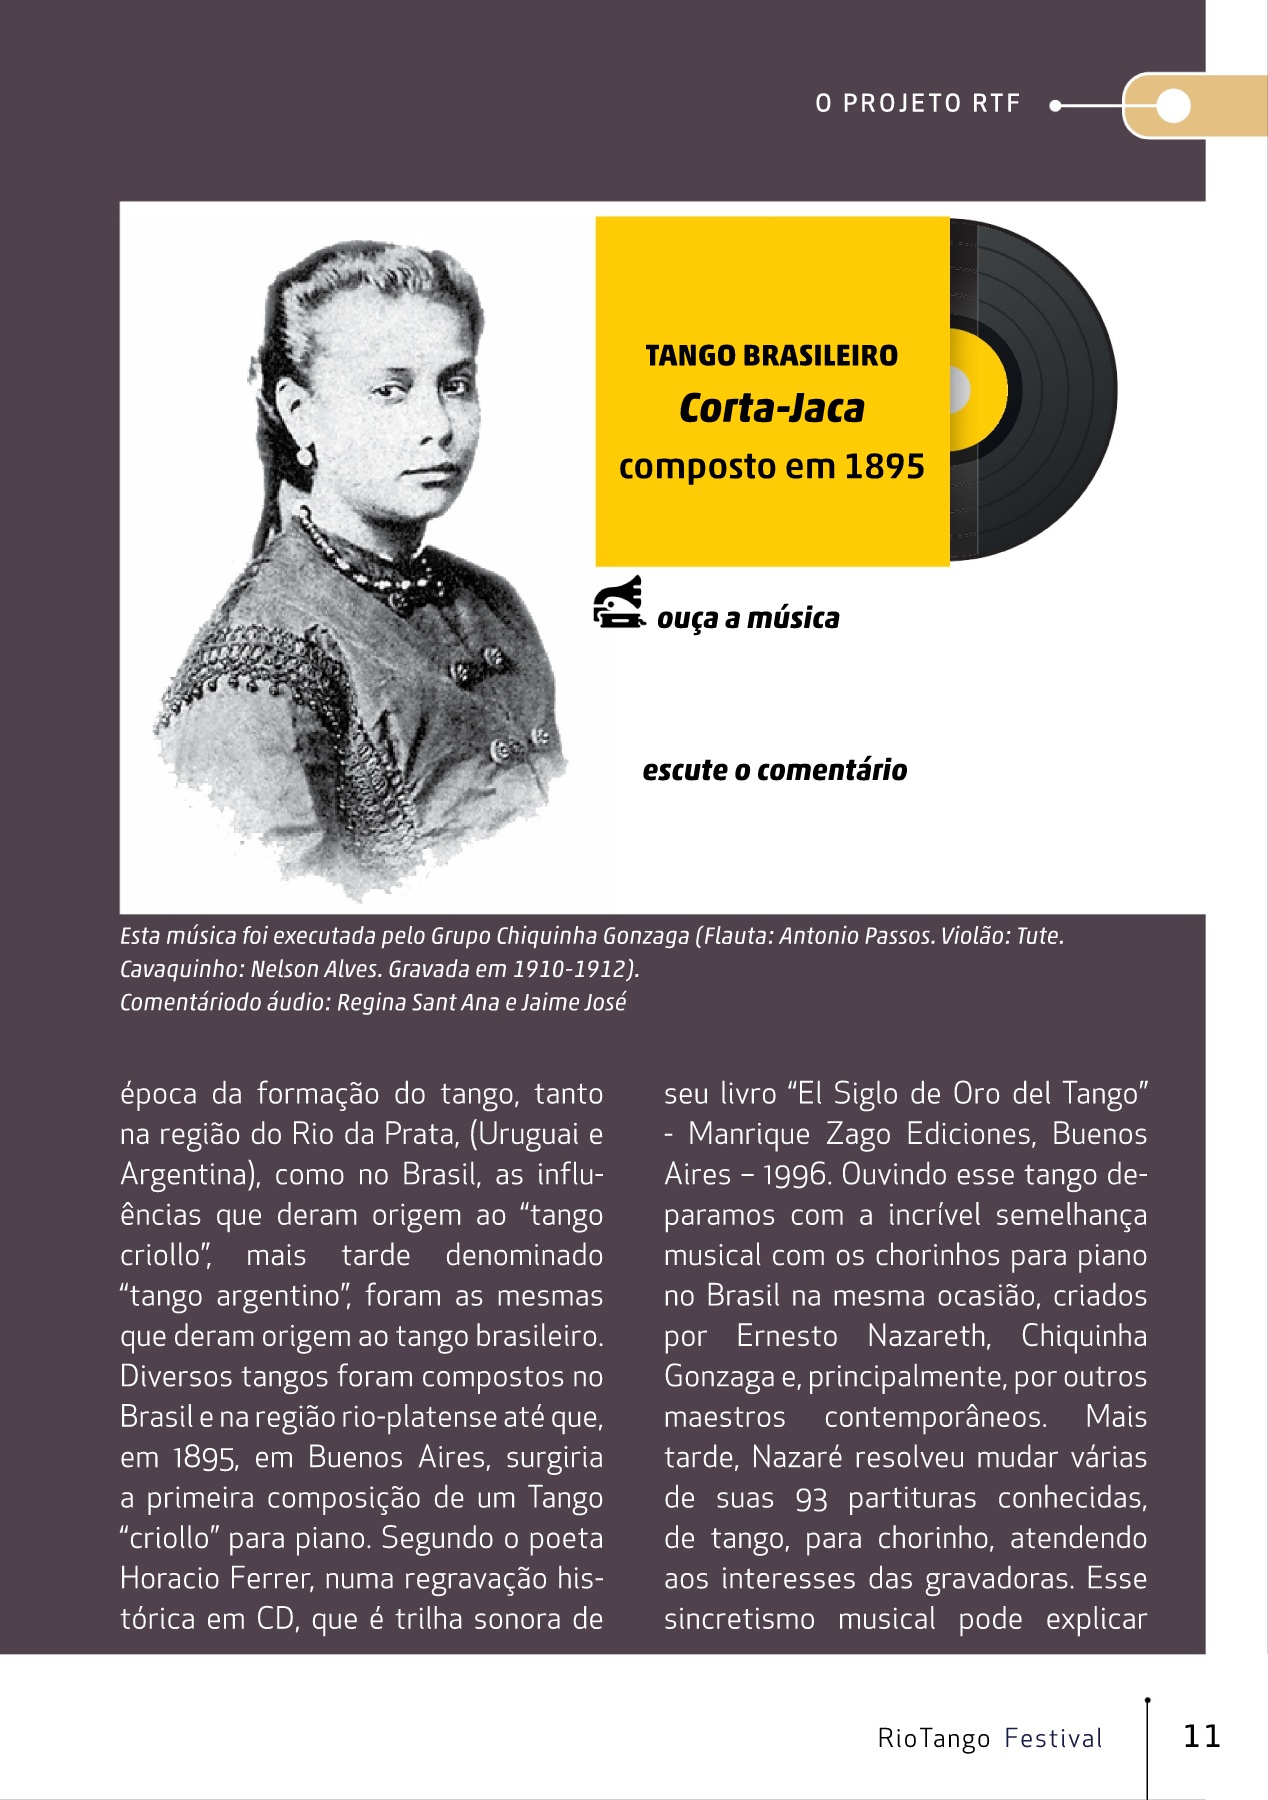 O PROJETO RTF
TANGO BRASILEIRO
Corta-Jaca
composto em 1895
ouça a música
escute o comentário
Esta música foi executada pelo Grupo Chiquinha Gonzaga (Flauta: Antonio Passos. Violão: Tute.
Cavaquinho: Nelson Alves. Gravada em 1910-1912).
Comentáriodo áudio: Regina Sant Ana e Jaime José
época da formação do tango, tanto
na região do Rio da Prata, (Uruguai e
Argentina), como no Brasil, as influ-
ências que deram origem ao “tango
criollo”, mais tarde denominado
“tango argentino”, foram as mesmas
que deram origem ao tango brasileiro.
Diversos tangos foram compostos no
Brasil e na região rio-platense até que,
em 1895, em Buenos Aires, surgiria
a primeira composição de um Tango
“criollo” para piano. Segundo o poeta
Horacio Ferrer, numa regravação his-
tórica em CD, que é trilha sonora de
seu livro “El Siglo de Oro del Tango”
- Manrique Zago Ediciones, Buenos
Aires – 1996. Ouvindo esse tango de-
paramos com a incrível semelhança
musical com os chorinhos para piano
no Brasil na mesma ocasião, criados
por Ernesto Nazareth, Chiquinha
Gonzaga e, principalmente, por outros
maestros contemporâneos. Mais
tarde, Nazaré resolveu mudar várias
de suas 93 partituras conhecidas,
de tango, para chorinho, atendendo
aos interesses das gravadoras. Esse
sincretismo musical pode explicar
RioTango Festival 11